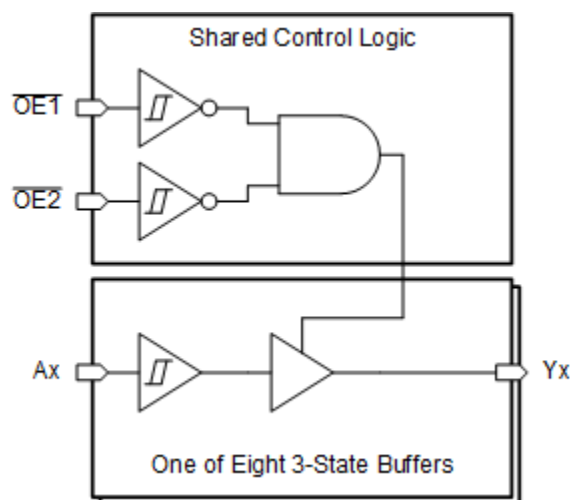 Shared Control Logic
OE1
OE2
Ax
Yx
One of Eight 3-State Buffers